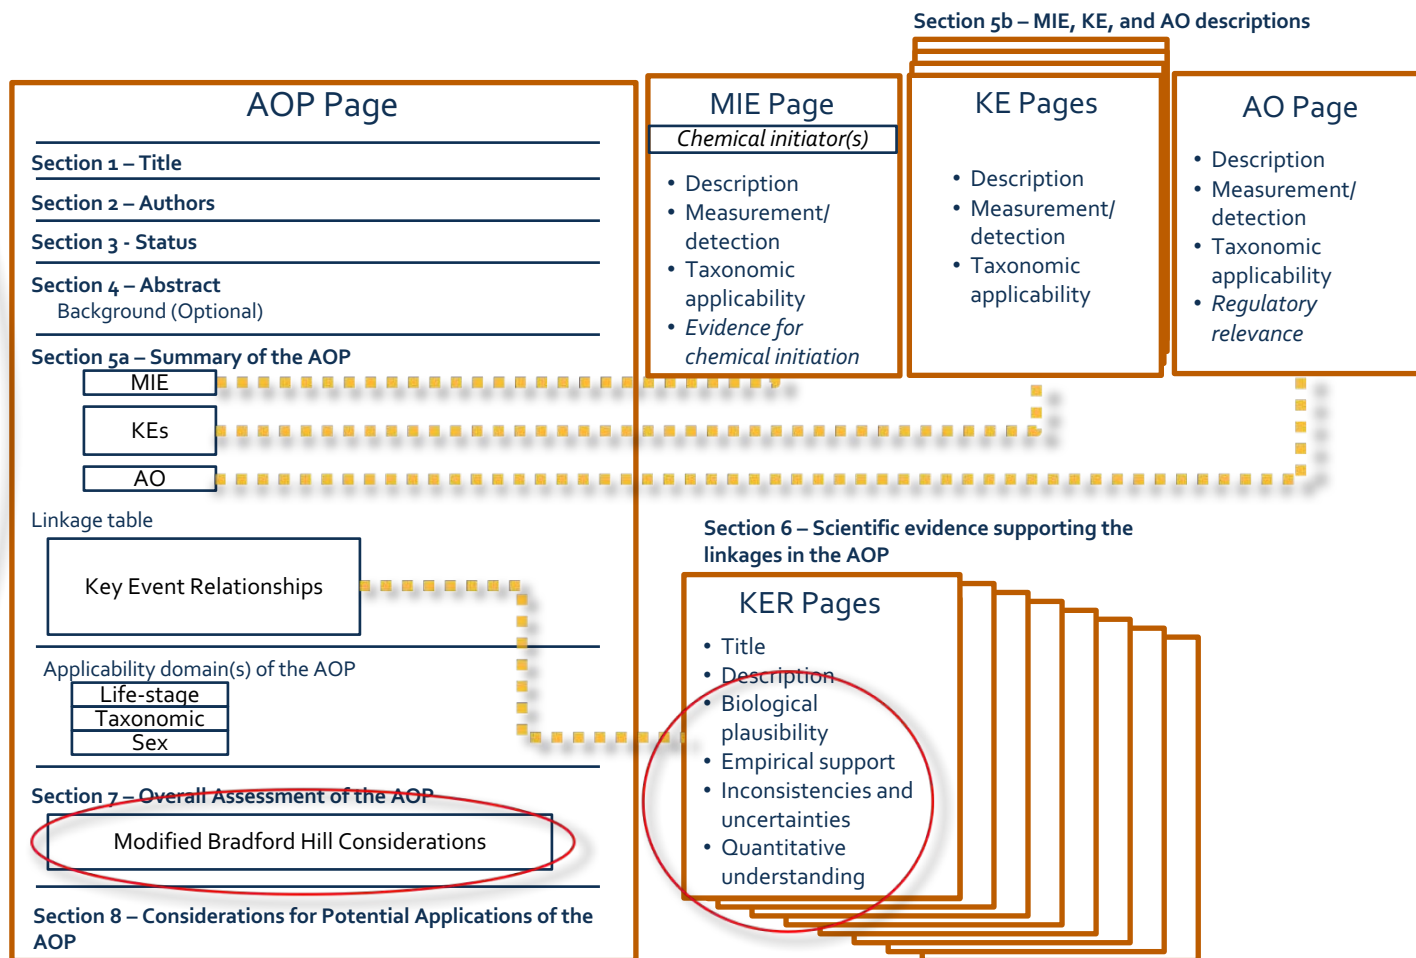 Section 5b – MIE, KE, and AO descriptions
AOP Page
Section 1 – Title
Section 2 – Authors
Section 3 - Status
Section 4 – Abstract
Background (Optional)
Section 5a – Summary of the AOP
MIE
KEs
AO
Linkage table
Key Event Relationships
Applicability domain(s) of the AOP
Life-stage
Taxonomic
Sex
Section 7 – Overall Assessment of the AOP
Modified Bradford Hill Considerations
Section 8 – Considerations for Potential Applications of the
AOP
MIE Page
Chemical initiator(s)
• Description
• Measurement/
detection
• Taxonomic
applicability
• Evidence for
chemical initiation
KE Pages
• Description
• Measurement/
detection
• Taxonomic
applicability
AO Page
• Description
• Measurement/
detection
• Taxonomic
applicability
• Regulatory
relevance
Section 6 – Scientific evidence supporting the
linkages in the AOP
KER Pages
• Title
• Description
• Biological
plausibility
• Empirical support
• Inconsistencies and
uncertainties
• Quantitative
understanding